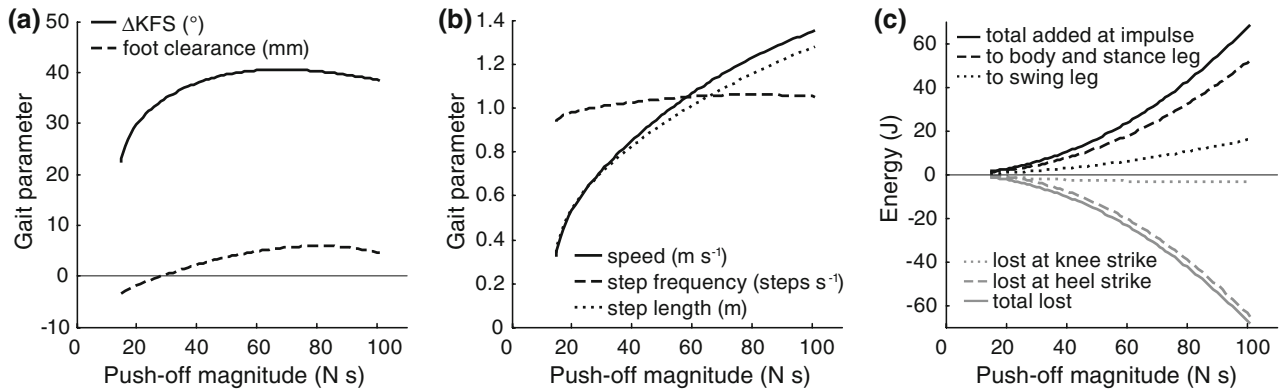 (a)
ΔKFS (°)
foot clearance (mm)
Gait parameter
50
40
30
20
10
0
-10
0 20 40 60 80 100
Push-off magnitude (N s)
(b)
Gait parameter
1.4
1.2
1.0
0.8
0.6
0.4
0.2
speed (m s⁻¹)
step frequency (steps s⁻¹)
step length (m)
0 20 40 60 80 100
Push-off magnitude (N s)
(c)
total added at impulse
to body and stance leg
to swing leg
Energy (J)
60
40
20
0
-20
-40
-60
lost at knee strike
lost at heel strike
total lost
0 20 40 60 80 100
Push-off magnitude (N s)